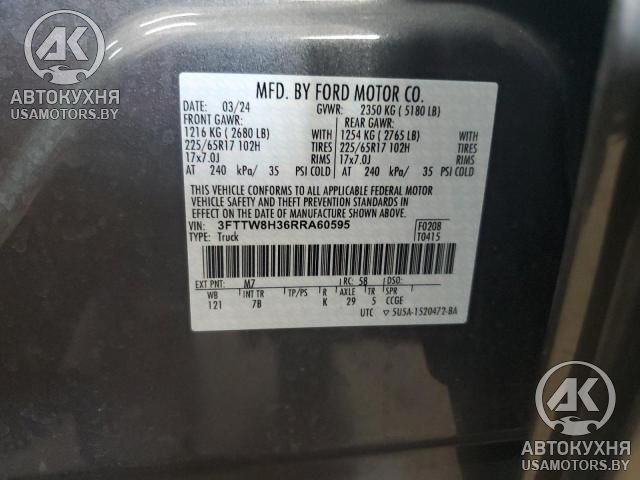 АВТОКУХНЯ
USAMOTORS.BY
АВТОКУХНЯ
USAMOTORS.BY
MFD. BY FORD MOTOR CO.
DATE: 03/24 GVWR: 2350 KG ( 5180 LB)
FRONT GAWR: REAR GAWR:
1216 KG ( 2680 LB) WITH 1254 KG ( 2765 LB) WITH
225/65R17 102H TIRES 225/65R17 102H TIRES
17x7.0J RIMS 17x7.0J RIMS
AT 240 kPa/ 35 PSI COLD AT 240 kPa/ 35 PSI COLD
THIS VEHICLE CONFORMS TO ALL APPLICABLE FEDERAL MOTOR
VEHICLE SAFETY AND THEFT PREVENTION STANDARDS IN
EFFECT ON THE DATE OF MANUFACTURE SHOWN ABOVE.
VIN: 3FTTW8H36RRA60595 F0208
TYPE: Truck T0415
EXT PNT: M7 RC: 58 DSO:
WB INT TR TP/PS R AXLE TR SPR
121 7B K 29 5 CCGE
UTC ▽5U5A-1520472-BA
АК
АВТОКУХНЯ
USAMOTORS.BY